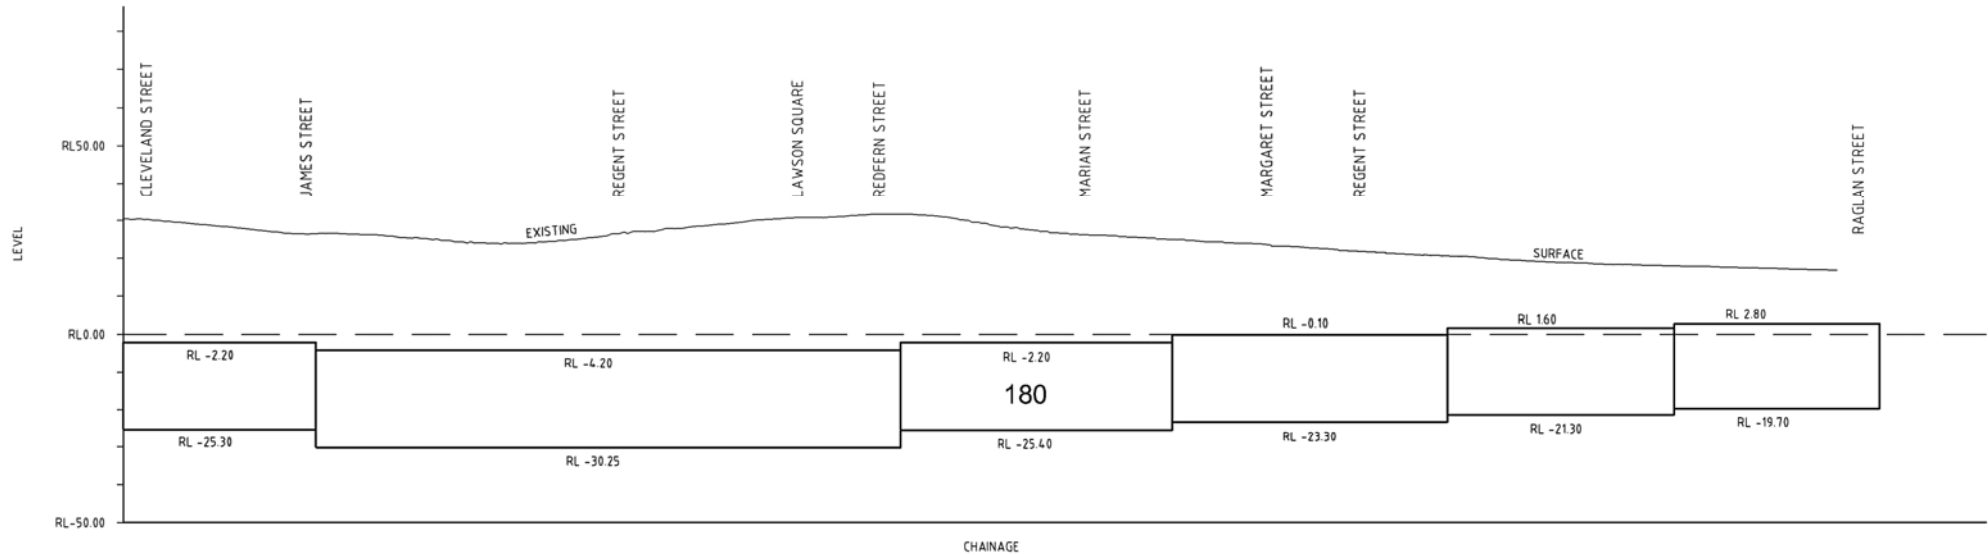 CLEVELAND STREET
JAMES STREET
REGENT STREET
LAWSON SQUARE
REDFERN STREET
MARIAN STREET
MARGARET STREET
REGENT STREET
RAGLAN STREET
RL50.00
LEVEL
EXISTING
SURFACE
RL0.00
RL -2.20
RL -4.20
RL -2.20
RL -0.10
RL 1.60
RL 2.80
180
RL -25.30
RL -30.25
RL -25.40
RL -23.30
RL -21.30
RL -19.70
RL-50.00
CHAINAGE